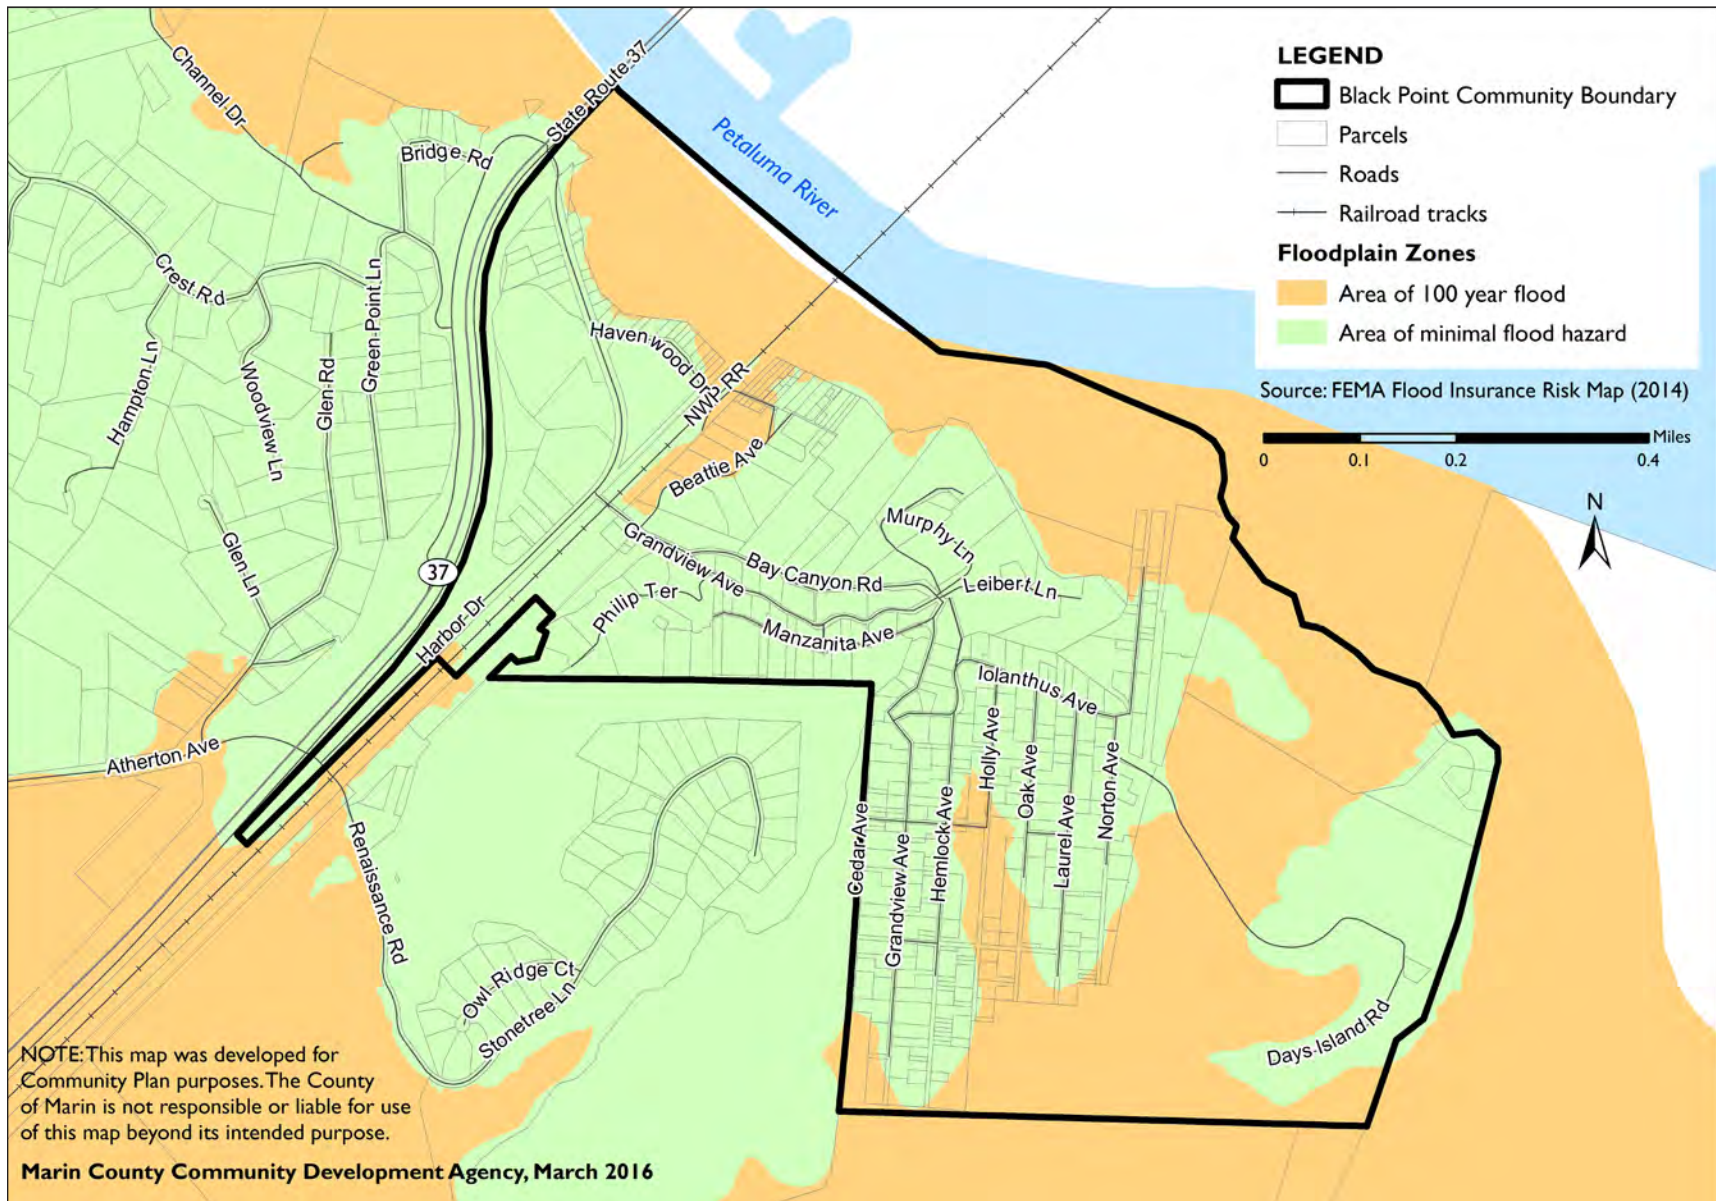 LEGEND
Black Point Community Boundary
Parcels
Roads
Railroad tracks
Floodplain Zones
Area of 100 year flood
Area of minimal flood hazard
Source: FEMA Flood Insurance Risk Map (2014)
Miles
0 0.1 0.2 0.4
N
Channel Dr
State Route 37
Bridge Rd
Petaluma River
Crest Rd
Green Point Ln
Hampton Ln
Woodview Ln
Glen Rd
Havenwood Dr
NWP RR
Beattie Ave
Glen Ln
37
Harbor Dr
Grandview Ave
Bay Canyon Rd
Murphy Ln
Leibert Ln
Philip Ter
Manzanita Ave
Iolanthus Ave
Atherton Ave
Renaissance Rd
Cedar Ave
Grandview Ave
Hemlock Ave
Holly Ave
Oak Ave
Laurel Ave
Norton Ave
Owl Ridge Ct
Stonetree Ln
Days Island Rd
NOTE: This map was developed for
Community Plan purposes. The County
of Marin is not responsible or liable for use
of this map beyond its intended purpose.
Marin County Community Development Agency, March 2016